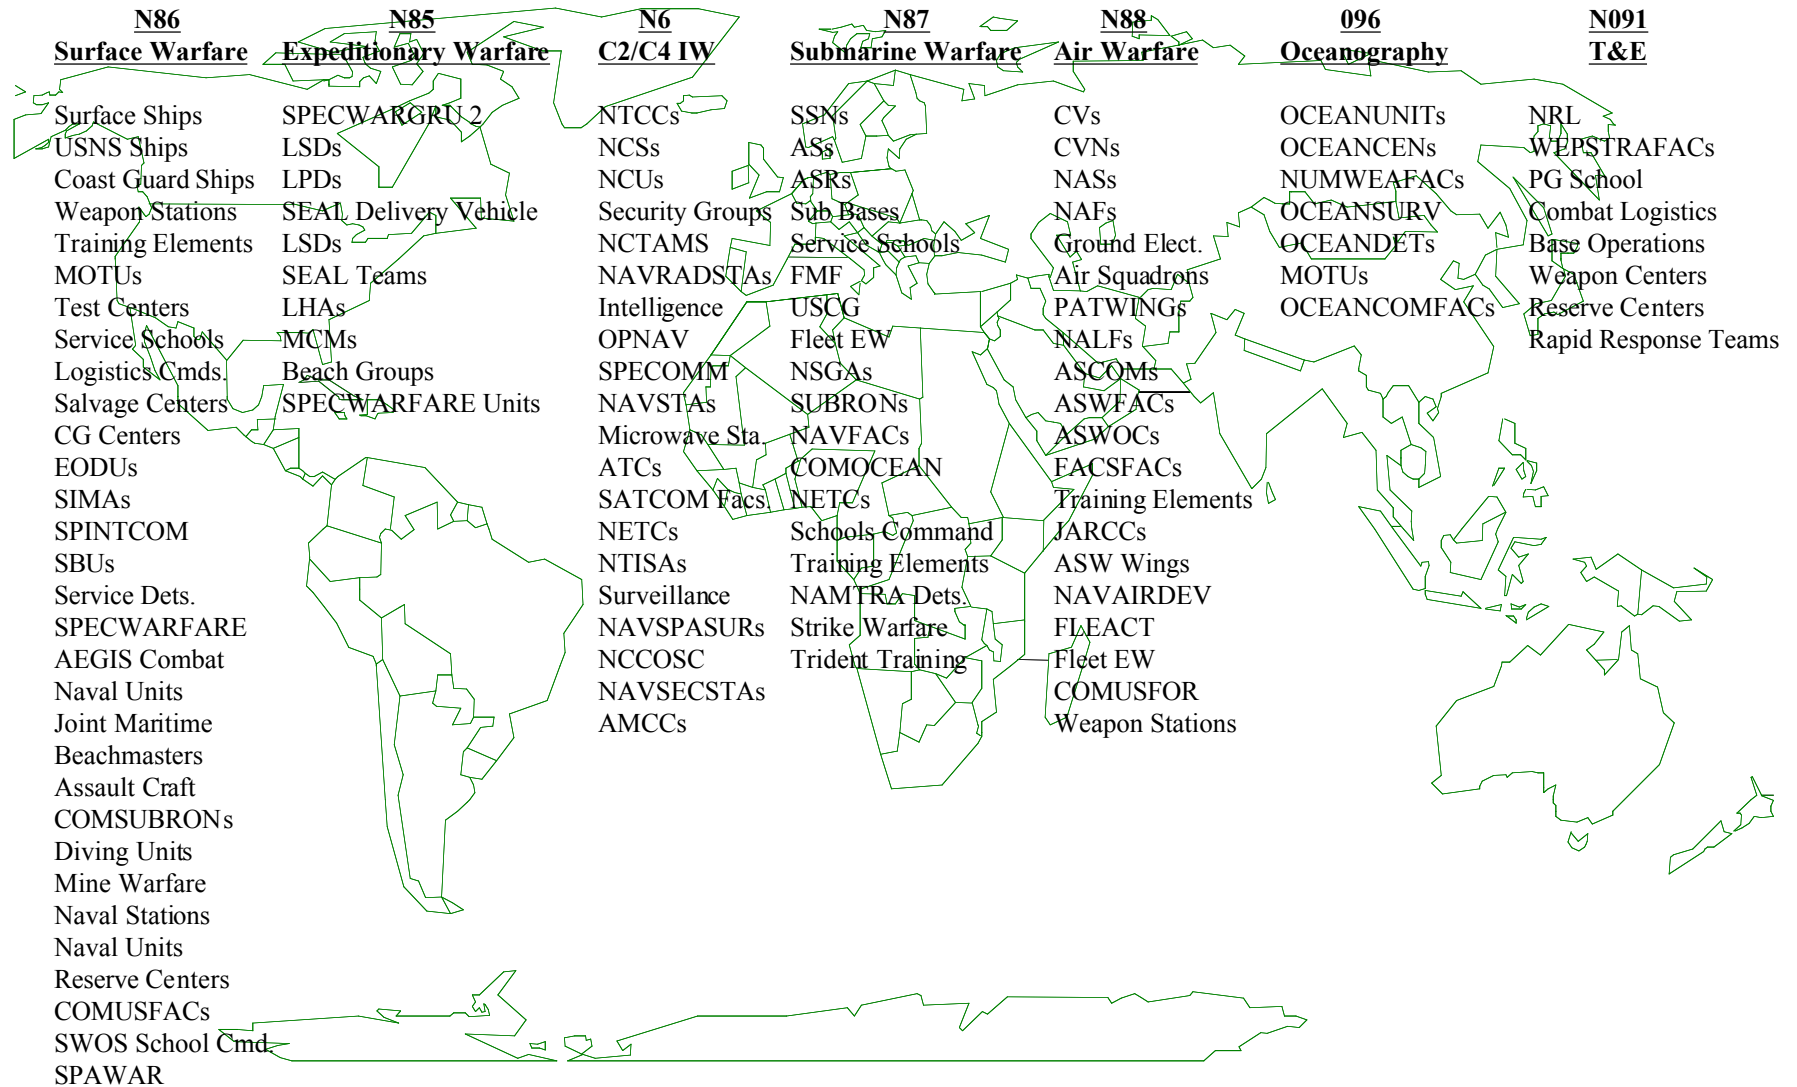 N86
Surface Warfare
Surface Ships
USNS Ships
Coast Guard Ships
Weapon Stations
Training Elements
MOTUs
Test Centers
Service Schools
Logistics Cmds.
Salvage Centers
CG Centers
EODUs
SIMAs
SPINTCOM
SBUs
Service Dets.
SPECWARFARE
AEGIS Combat
Naval Units
Joint Maritime
Beachmasters
Assault Craft
COMSUBRONs
Diving Units
Mine Warfare
Naval Stations
Naval Units
Reserve Centers
COMUSFACs
SWOS School Cmd.
SPAWAR
N85
Expeditionary Warfare
SPECWARGRU 2
LSDs
LPDs
SEAL Delivery Vehicle
LSDs
SEAL Teams
LHAs
MCMs
Beach Groups
SPECWARFARE Units
N6
C2/C4 IW
NTCCs
NCSs
NCUs
Security Groups
NCTAMS
NAVRADSTAs
Intelligence
OPNAV
SPECOMM
NAVSTAs
Microwave Sta.
ATCs
SATCOM Facs.
NETCs
NTISAs
Surveillance
NAVSPASURs
NCCOSC
NAVSECSTAs
AMCCs
N87
Submarine Warfare
SSNs
ASs
ASRs
Sub Bases
Service Schools
FMF
USCG
Fleet EW
NSGAs
SUBRONs
NAVFACs
COMOCEAN
NETCs
Schools Command
Training Elements
NAMTRA Dets.
Strike Warfare
Trident Training
N88
Air Warfare
CVs
CVNs
NASs
NAFs
Ground Elect.
Air Squadrons
PATWINGs
NALFs
ASCOMs
ASWFACs
ASWOCs
FACSFACs
Training Elements
JARCCs
ASW Wings
NAVAIRDEV
FLEACT
Fleet EW
COMUSFOR
Weapon Stations
096
Oceanography
OCEANUNITs
OCEANCENs
NUMWEAFACs
OCEANSURV
OCEANDETs
MOTUs
OCEANCOMFACs
N091
T&E
NRL
WEPSTRAFACs
PG School
Combat Logistics
Base Operations
Weapon Centers
Reserve Centers
Rapid Response Teams